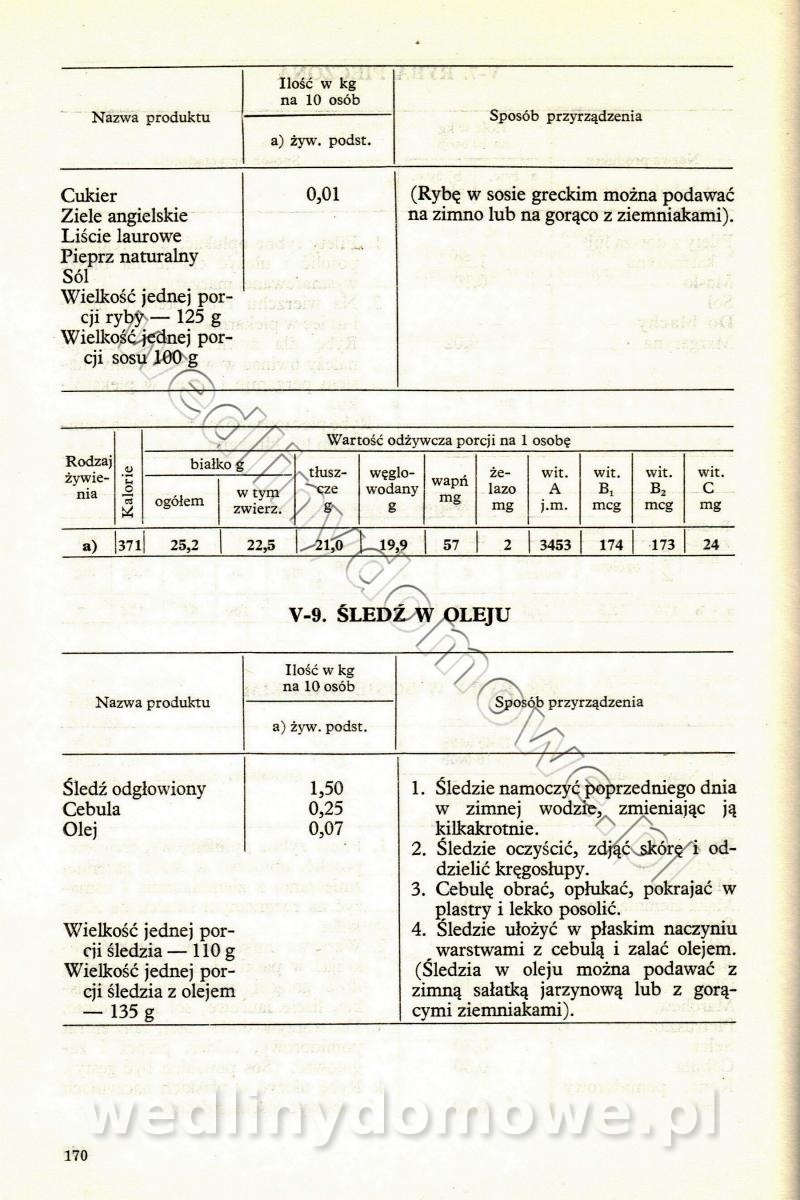 Nazwa produktu
Ilość w kg
na 10 osób
a) żyw. podst.
Sposób przyrządzenia
Cukier 0,01
Ziele angielskie
Liście laurowe
Pieprz naturalny
Sól
Wielkość jednej por-
cji ryby — 125 g
Wielkość jednej por-
cji sosu 100 g
(Rybę w sosie greckim można podawać
na zimno lub na gorąco z ziemniakami).
Rodzaj
żywie-
nia
Kalorie
Wartość odżywcza porcji na 1 osobę
białko g
ogółem
w tym
zwierz.
tłusz-
cze
g
węglo-
wodany
g
wapń
mg
że-
lazo
mg
wit.
A
j.m.
wit.
B₁
mcg
wit.
B₂
mcg
wit.
C
mg
a) 371 25,2 22,5 21,0 19,9 57 2 3453 174 173 24
V-9. ŚLEDŹ W OLEJU
Nazwa produktu
Ilość w kg
na 10 osób
a) żyw. podst.
Sposób przyrządzenia
Śledź odgłowiony 1,50
Cebula 0,25
Olej 0,07
Wielkość jednej por-
cji śledzia — 110 g
Wielkość jednej por-
cji śledzia z olejem
— 135 g
1. Śledzie namoczyć poprzedniego dnia
w zimnej wodzie, zmieniając ją
kilkakrotnie.
2. Śledzie oczyścić, zdjąć skórę i od-
dzielić kręgosłupy.
3. Cebulę obrać, opłukać, pokrajać w
plastry i lekko posolić.
4. Śledzie ułożyć w płaskim naczyniu
warstwami z cebulą i zalać olejem.
(Śledzia w oleju można podawać z
zimną sałatką jarzynową lub z gorą-
cymi ziemniakami).
wedlinydomowe.pl
wedlinydomowe.pl
170